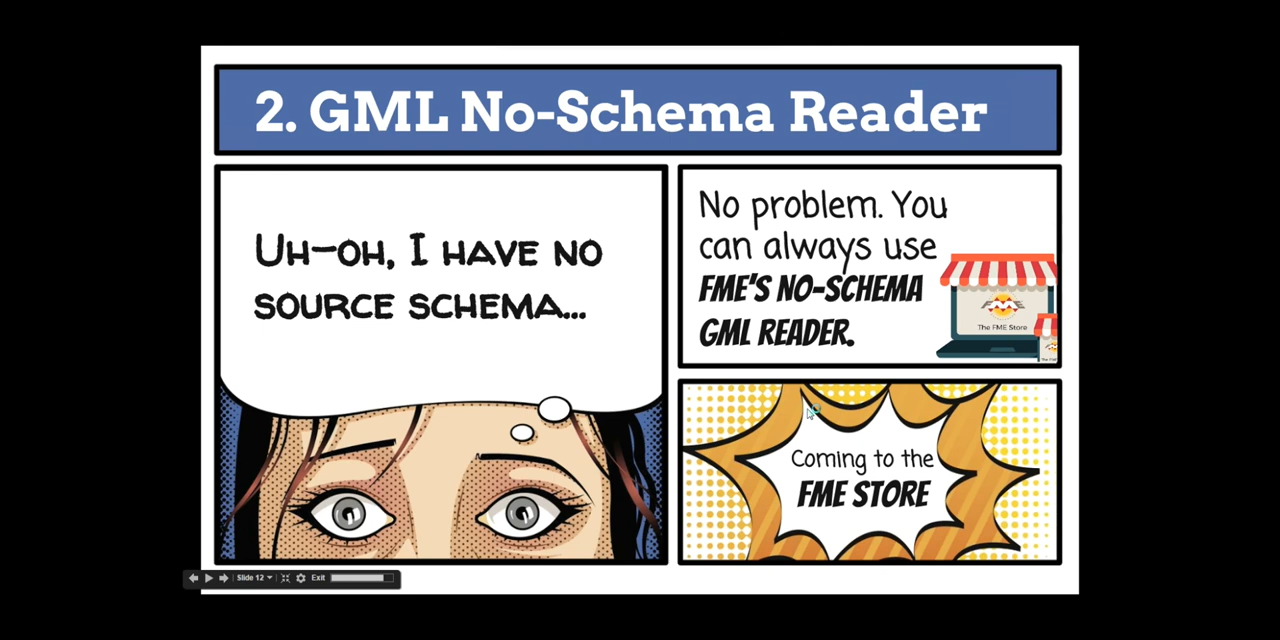 2. GML No-Schema Reader
Uh-oh, I have no
source schema...
No problem. You
can always use
FME's No-Schema
GML Reader.
FME
The FME Store
Coming to the
FME Store
Slide 12
Exit